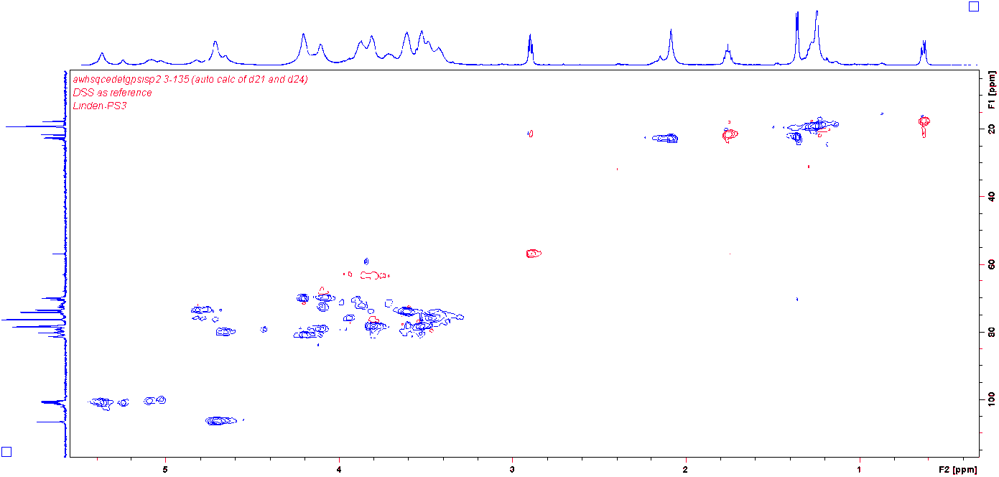 awhsqcedetgpsisp2 3-135 (auto calc of d21 and d24)
DSS as reference
Linden-PS3
F1 [ppm]
20
40
60
80
100
5
4
3
2
1
F2 [ppm]